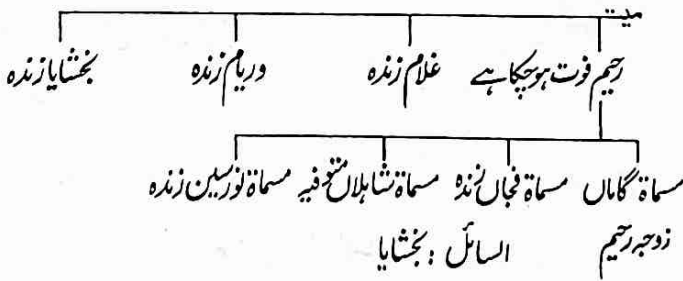 میت
رحیم فوت ہوچکا ہے غلام زندہ وریام زندہ بخشایا زندہ
مسماۃ گاماں مسماۃ فجاں زندہ مسماۃ شاہلاں متوفیہ مسماۃ نورسین زندہ
زوجہ رحیم السائل : بخشایا